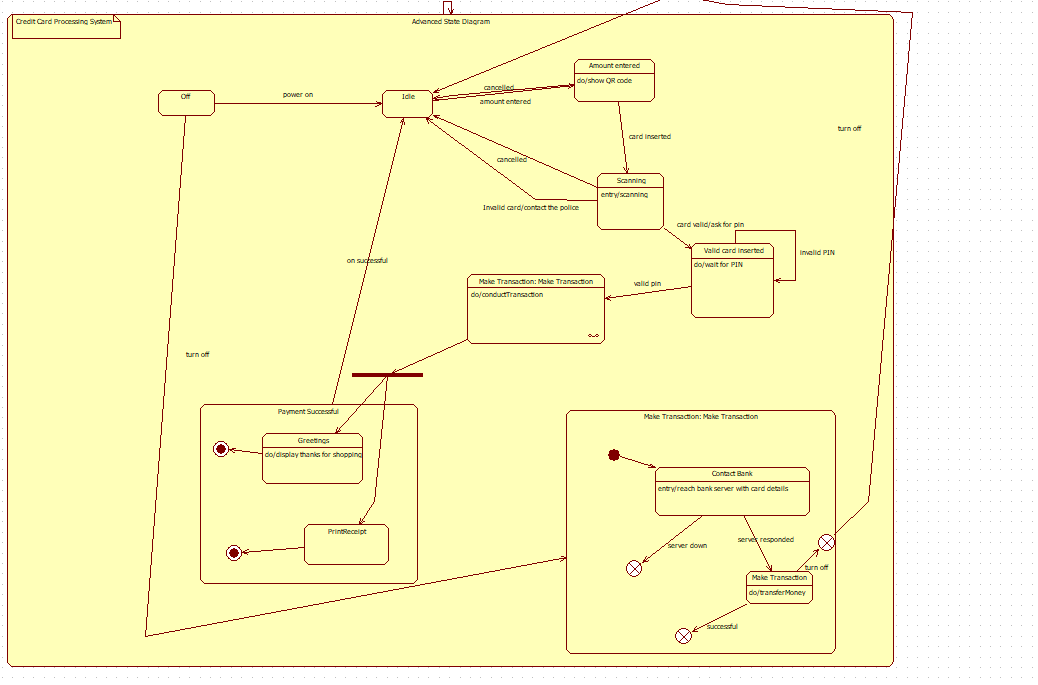 Credit Card Processing System
Advanced State Diagram
Amount entered
do/show QR code
cancelled
amount entered
Off
power on
Idle
turn off
card inserted
cancelled
Scanning
entry/scanning
Invalid card/contact the police
card valid/ask for pin
Valid card inserted
do/wait for PIN
invalid PIN
on successful
Make Transaction: Make Transaction
do/conductTransaction
valid pin
turn off
Payment Successful
Make Transaction: Make Transaction
Greetings
do/display thanks for shopping
Contact Bank
entry/reach bank server with card details
PrintReceipt
server down
server responded
turn off
Make Transaction
do/transferMoney
successful